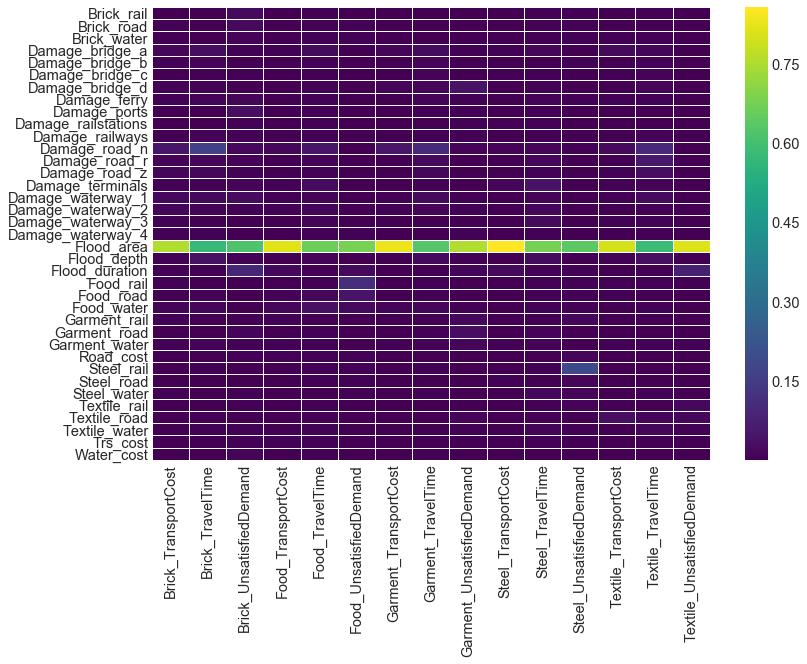 Brick_rail
Brick_road
Brick_water
Damage_bridge_a
Damage_bridge_b
Damage_bridge_c
Damage_bridge_d
Damage_ferry
Damage_ports
Damage_railstations
Damage_railways
Damage_road_n
Damage_road_r
Damage_road_z
Damage_terminals
Damage_waterway_1
Damage_waterway_2
Damage_waterway_3
Damage_waterway_4
Flood_area
Flood_depth
Flood_duration
Food_rail
Food_road
Food_water
Garment_rail
Garment_road
Garment_water
Road_cost
Steel_rail
Steel_road
Steel_water
Textile_rail
Textile_road
Textile_water
Trs_cost
Water_cost
Brick_TransportCost
Brick_TravelTime
Brick_UnsatisfiedDemand
Food_TransportCost
Food_TravelTime
Food_UnsatisfiedDemand
Garment_TransportCost
Garment_TravelTime
Garment_UnsatisfiedDemand
Steel_TransportCost
Steel_TravelTime
Steel_UnsatisfiedDemand
Textile_TransportCost
Textile_TravelTime
Textile_UnsatisfiedDemand
0.75
0.60
0.45
0.30
0.15